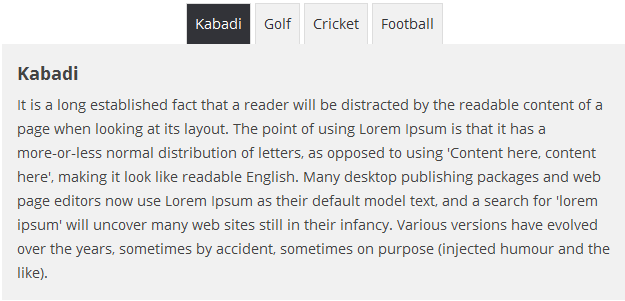 Kabadi Golf Cricket Football
Kabadi
It is a long established fact that a reader will be distracted by the readable content of a
page when looking at its layout. The point of using Lorem Ipsum is that it has a
more-or-less normal distribution of letters, as opposed to using 'Content here, content
here', making it look like readable English. Many desktop publishing packages and web
page editors now use Lorem Ipsum as their default model text, and a search for 'lorem
ipsum' will uncover many web sites still in their infancy. Various versions have evolved
over the years, sometimes by accident, sometimes on purpose (injected humour and the
like).